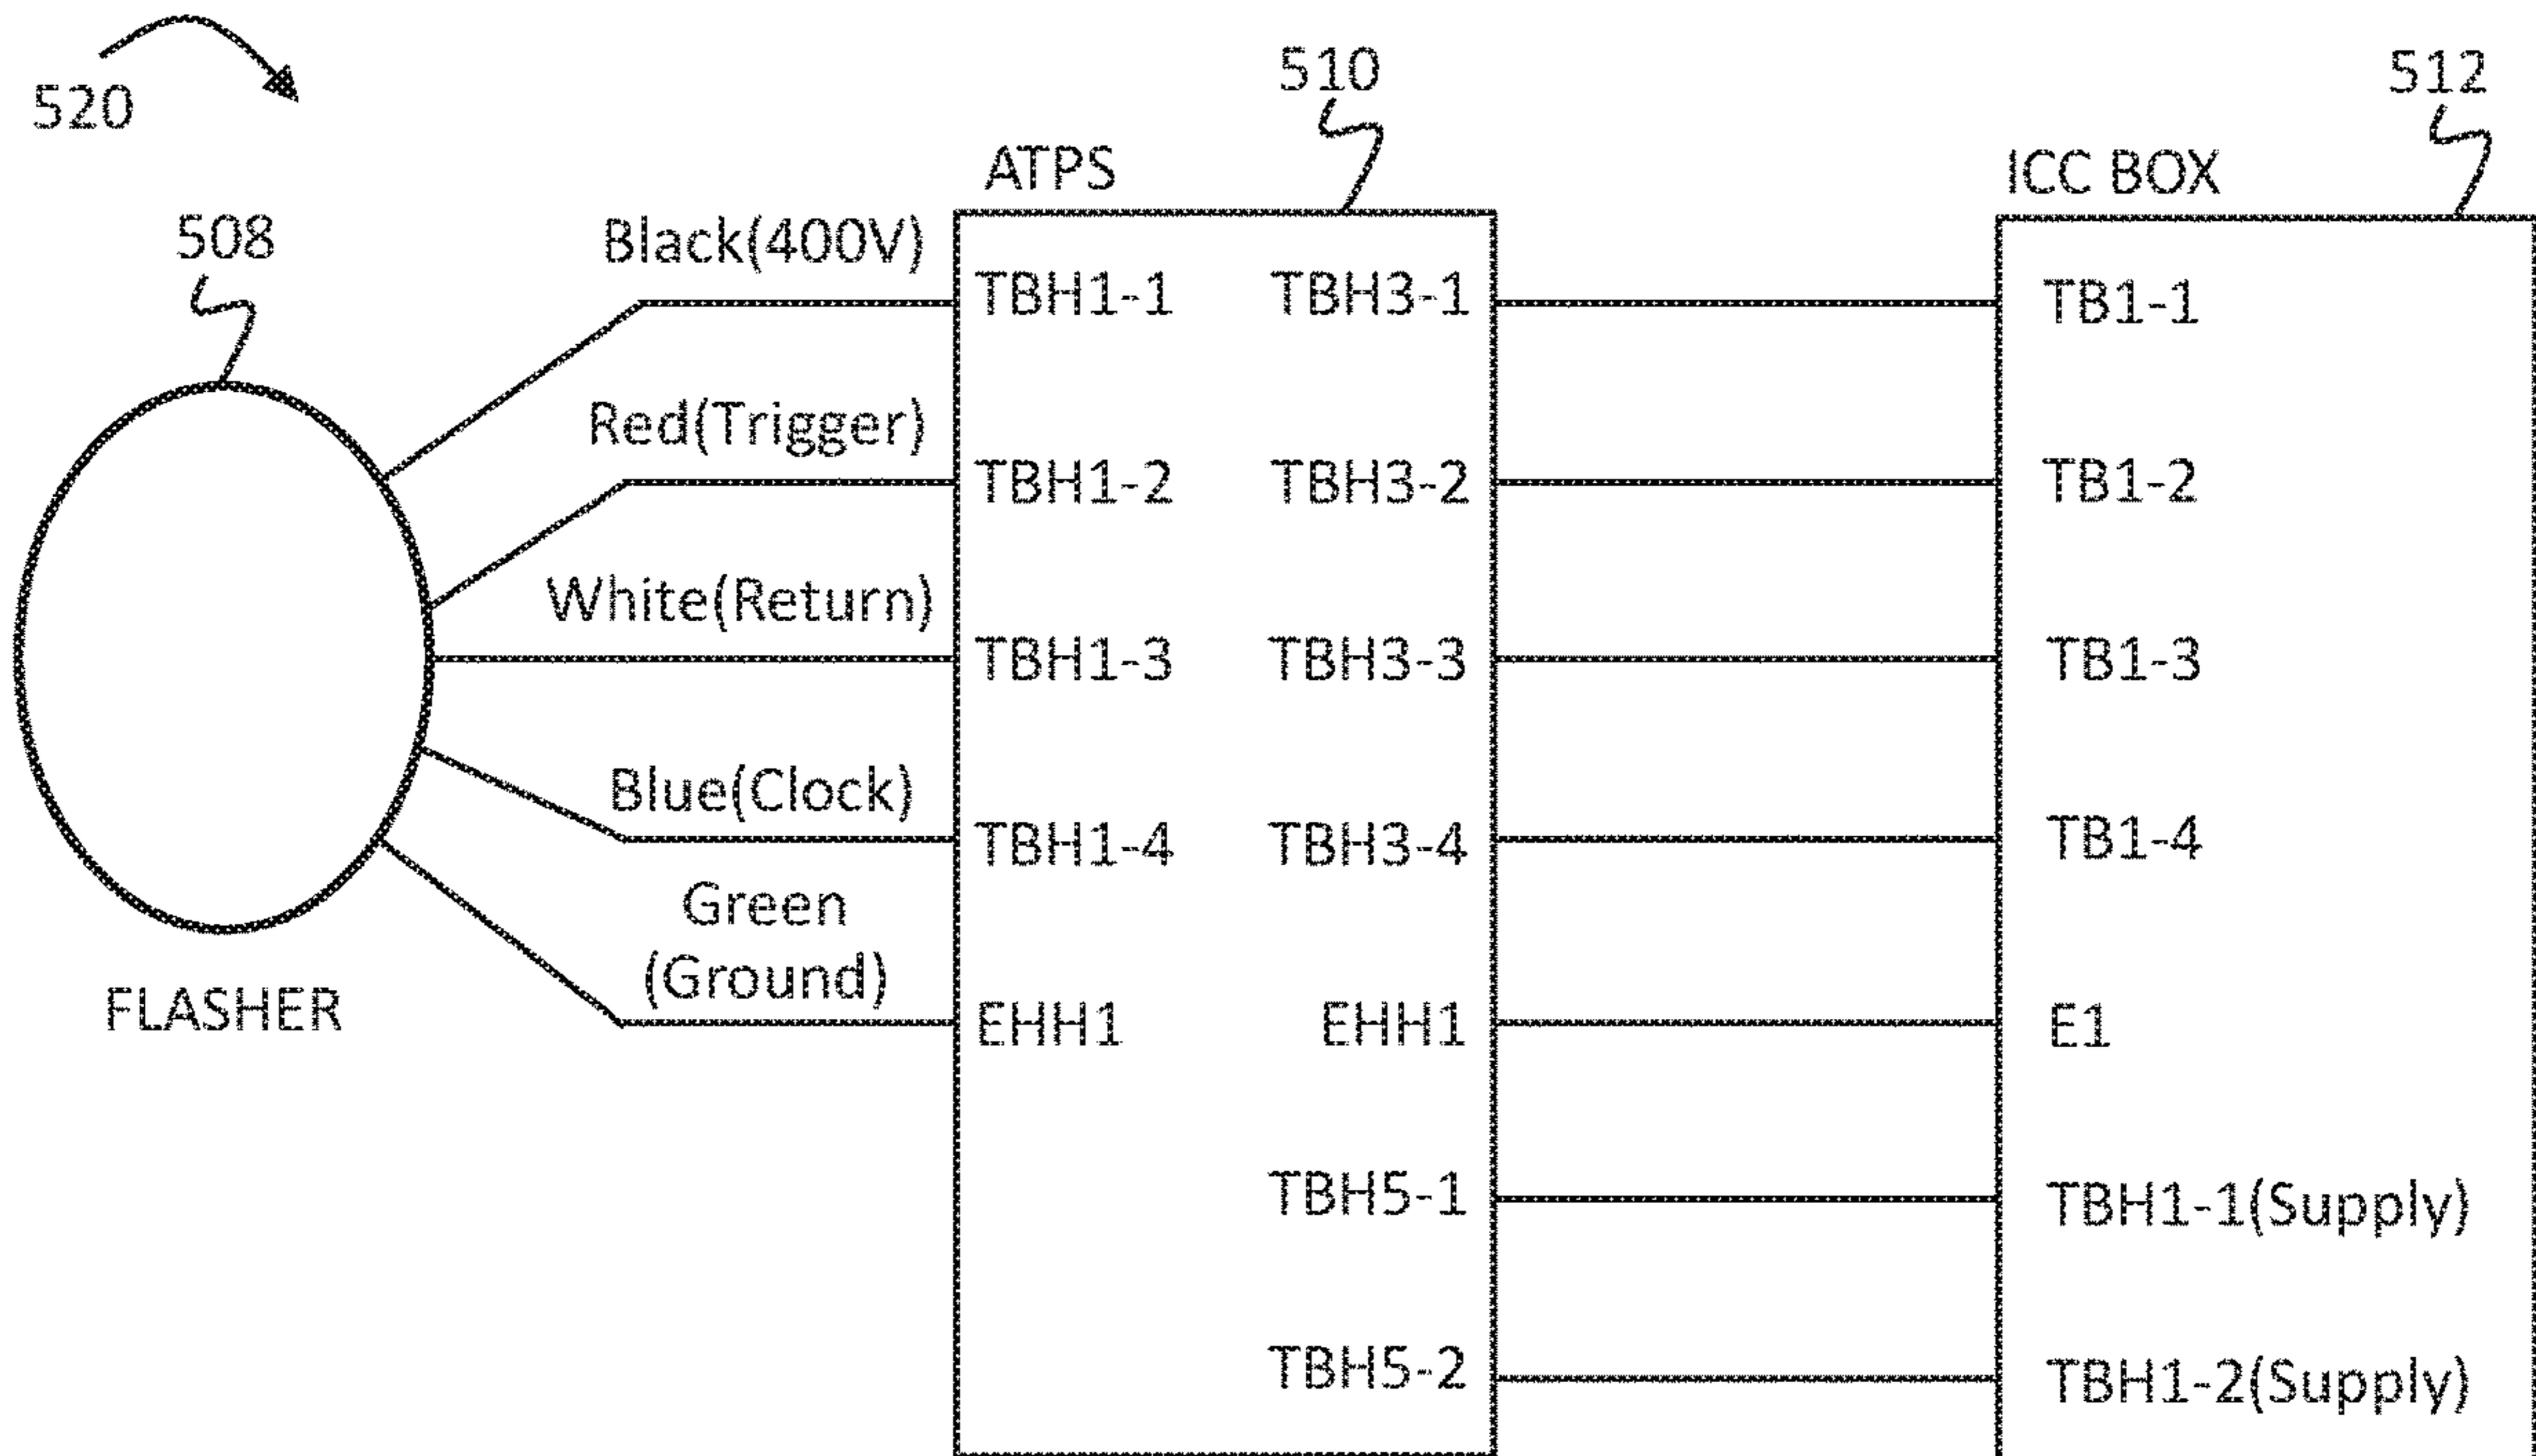 520
510
512
ATPS
ICC BOX
508
Black(400V)
TBH1-1
TBH3-1
TB1-1
Red(Trigger)
TBH1-2
TBH3-2
TB1-2
White(Return)
TBH1-3
TBH3-3
TB1-3
Blue(Clock)
TBH1-4
TBH3-4
TB1-4
Green
(Ground)
FLASHER
EHH1
EHH1
E1
TBH5-1
TBH1-1(Supply)
TBH5-2
TBH1-2(Supply)